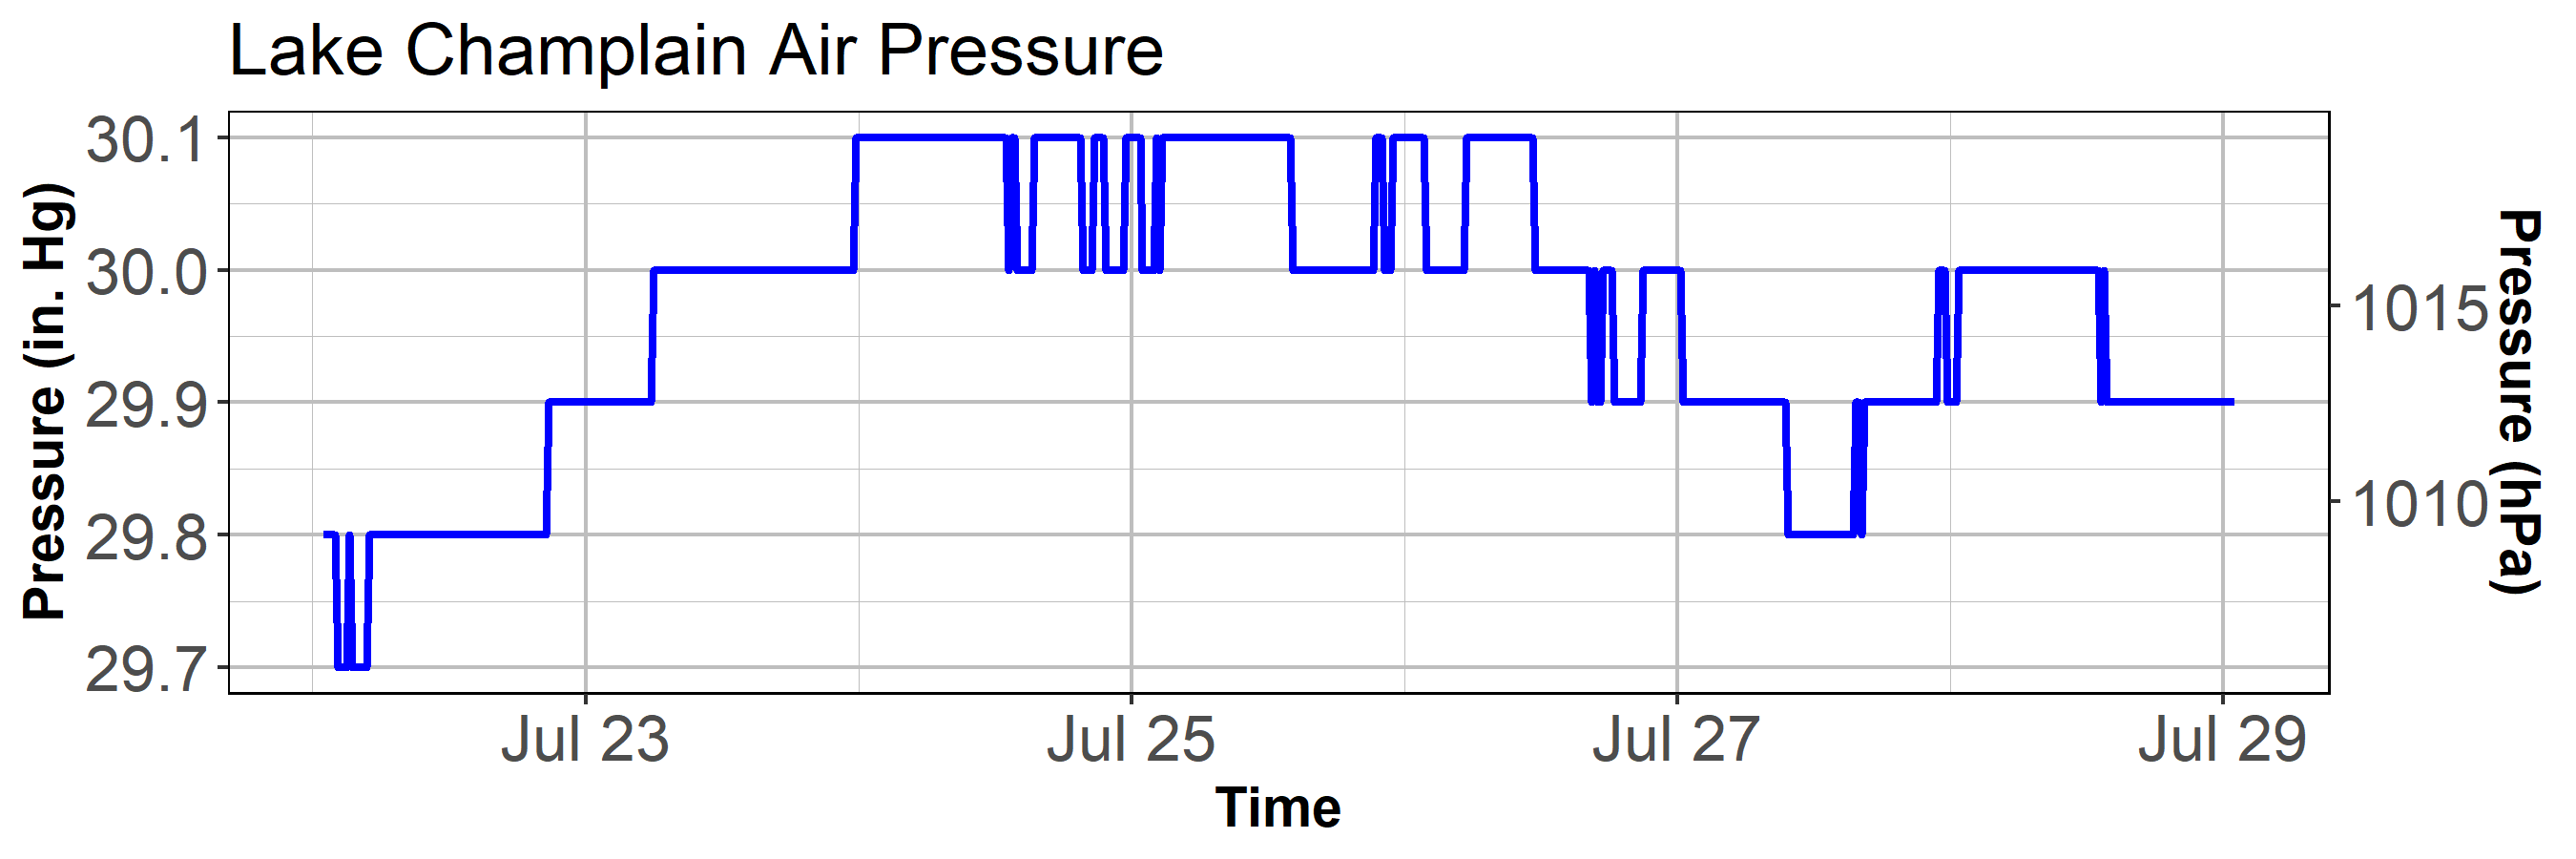 Lake Champlain Air Pressure
30.1
30.0
29.9
29.8
29.7
Pressure (in. Hg)
1015
1010
Pressure (hPa)
Jul 23
Jul 25
Jul 27
Jul 29
Time